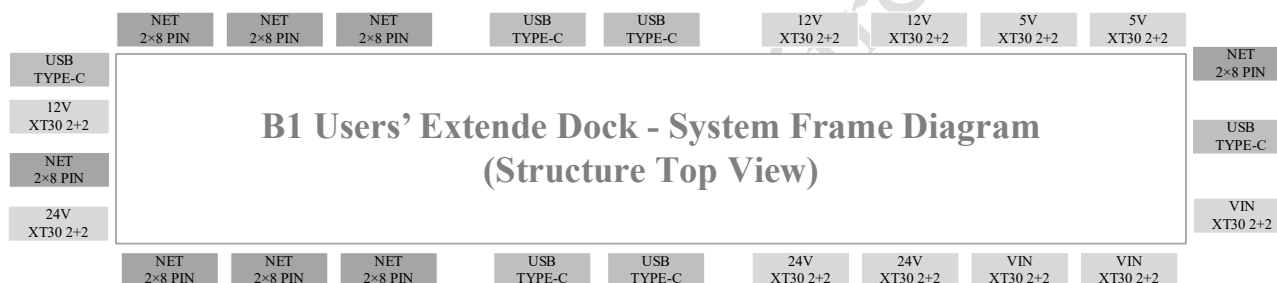 NET NET NET USB USB 12V 12V 5V 5V
2×8 PIN 2×8 PIN 2×8 PIN TYPE-C TYPE-C XT30 2+2 XT30 2+2 XT30 2+2 XT30 2+2
USB
TYPE-C
12V
XT30 2+2
NET
2×8 PIN
24V
XT30 2+2
B1 Users’ Extende Dock - System Frame Diagram
(Structure Top View)
NET
2×8 PIN
USB
TYPE-C
VIN
XT30 2+2
NET NET NET USB USB 24V 24V VIN VIN
2×8 PIN 2×8 PIN 2×8 PIN TYPE-C TYPE-C XT30 2+2 XT30 2+2 XT30 2+2 XT30 2+2